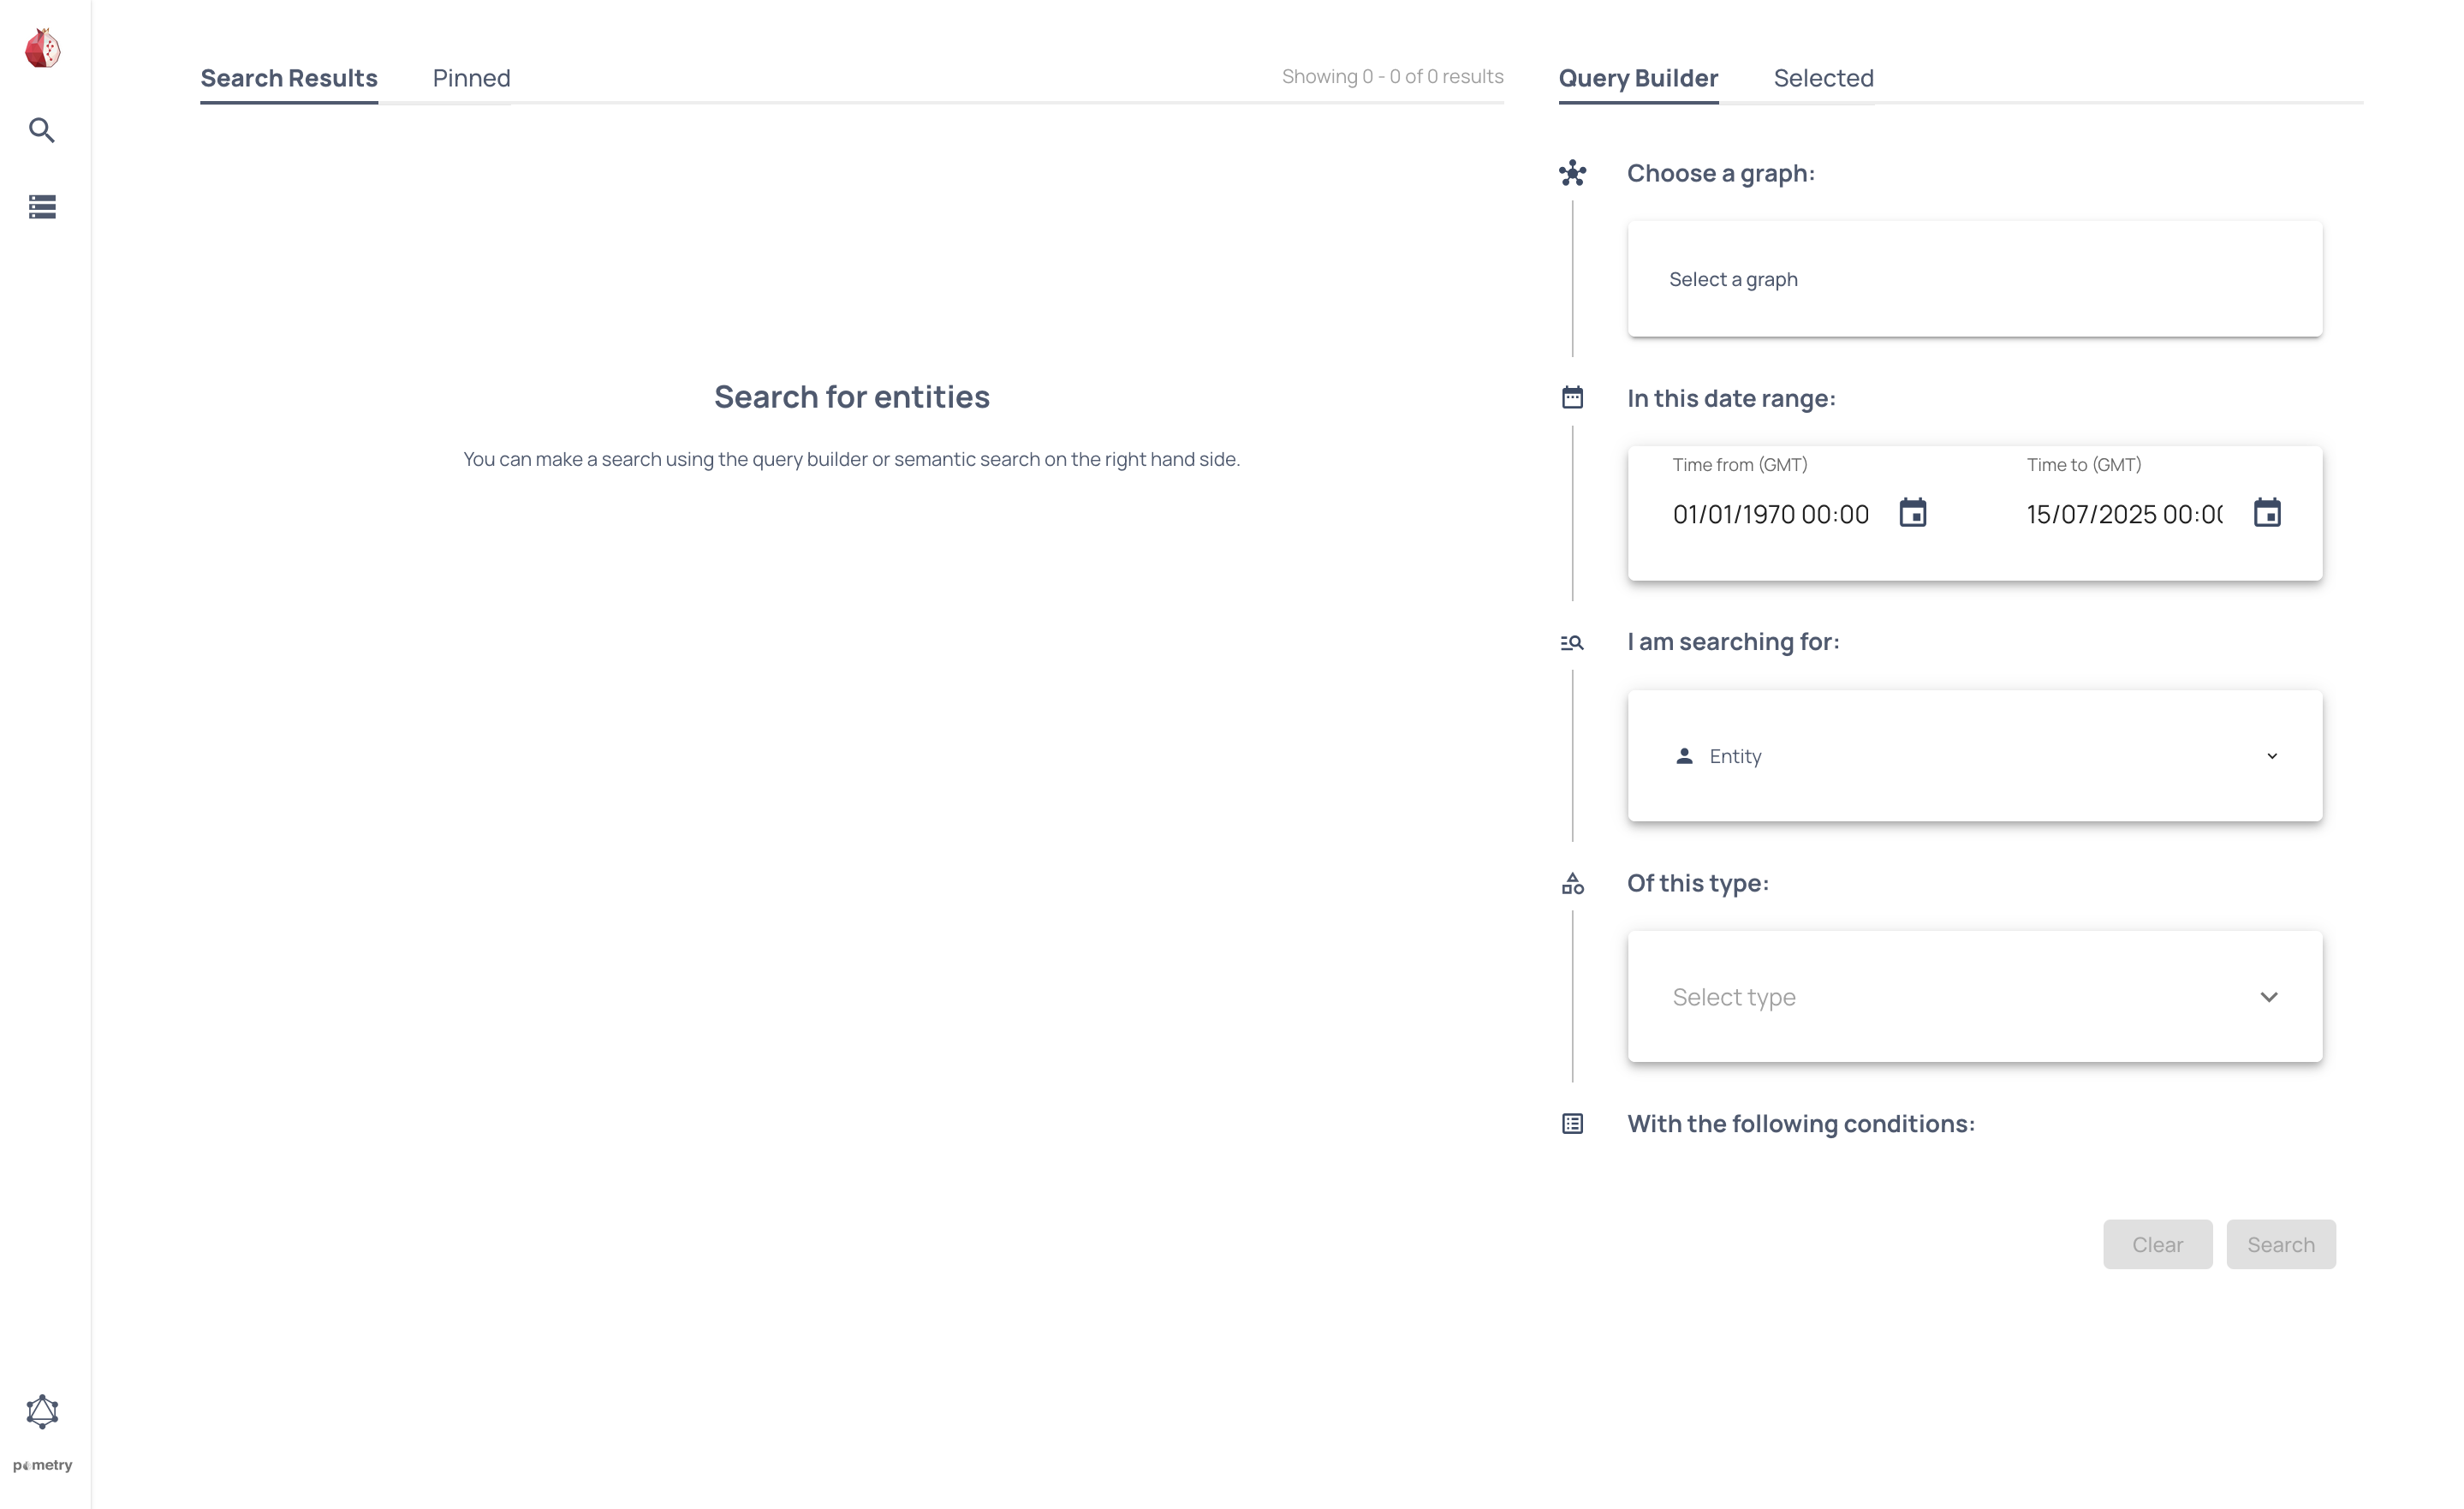 Search Results
Pinned
Showing 0 - 0 of 0 results
Search for entities
You can make a search using the query builder or semantic search on the right hand side.
Query Builder
Selected
Choose a graph:
Select a graph
In this date range:
Time from (GMT)
Time to (GMT)
01/01/1970 00:00
15/07/2025 00:00
I am searching for:
Entity
Of this type:
Select type
With the following conditions:
Clear
Search
pometry